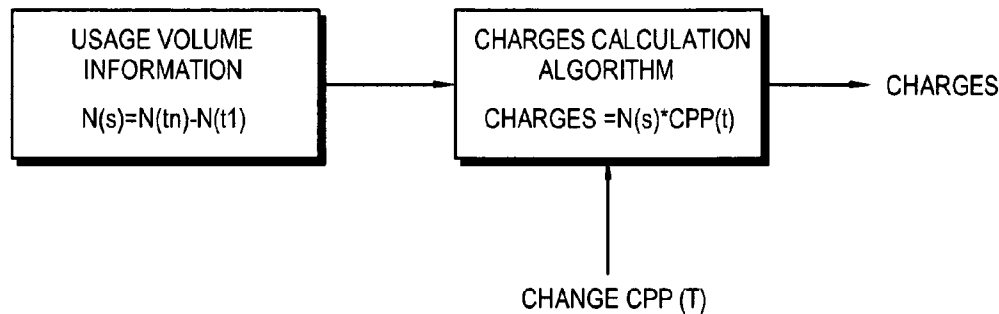 USAGE VOLUME
INFORMATION
N(s)=N(tn)-N(t1)
CHARGES CALCULATION
ALGORITHM
CHARGES =N(s)*CPP(t)
CHARGES
CHANGE CPP (T)